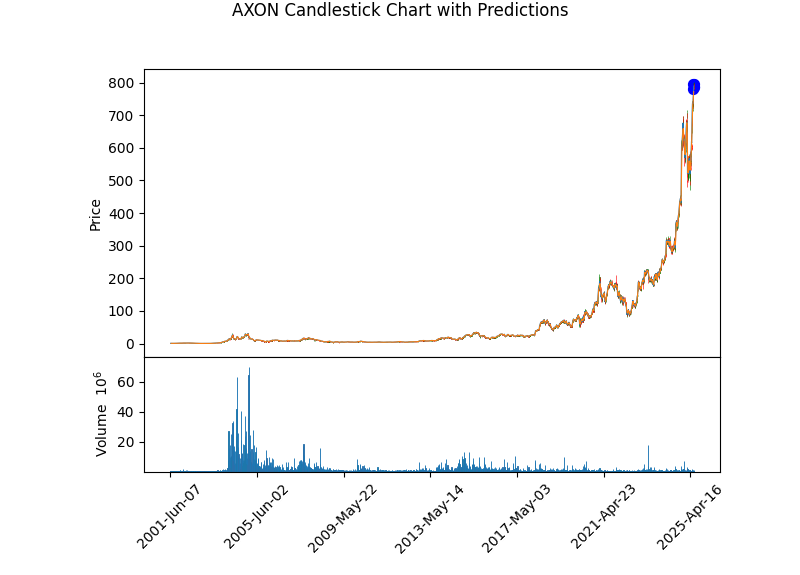 AXON Candlestick Chart with Predictions
800
700
600
500
400
300
200
100
0
Price
60
40
20
Volume 10^6
2001-Jun-07
2005-Jun-02
2009-May-22
2013-May-14
2017-May-03
2021-Apr-23
2025-Apr-16